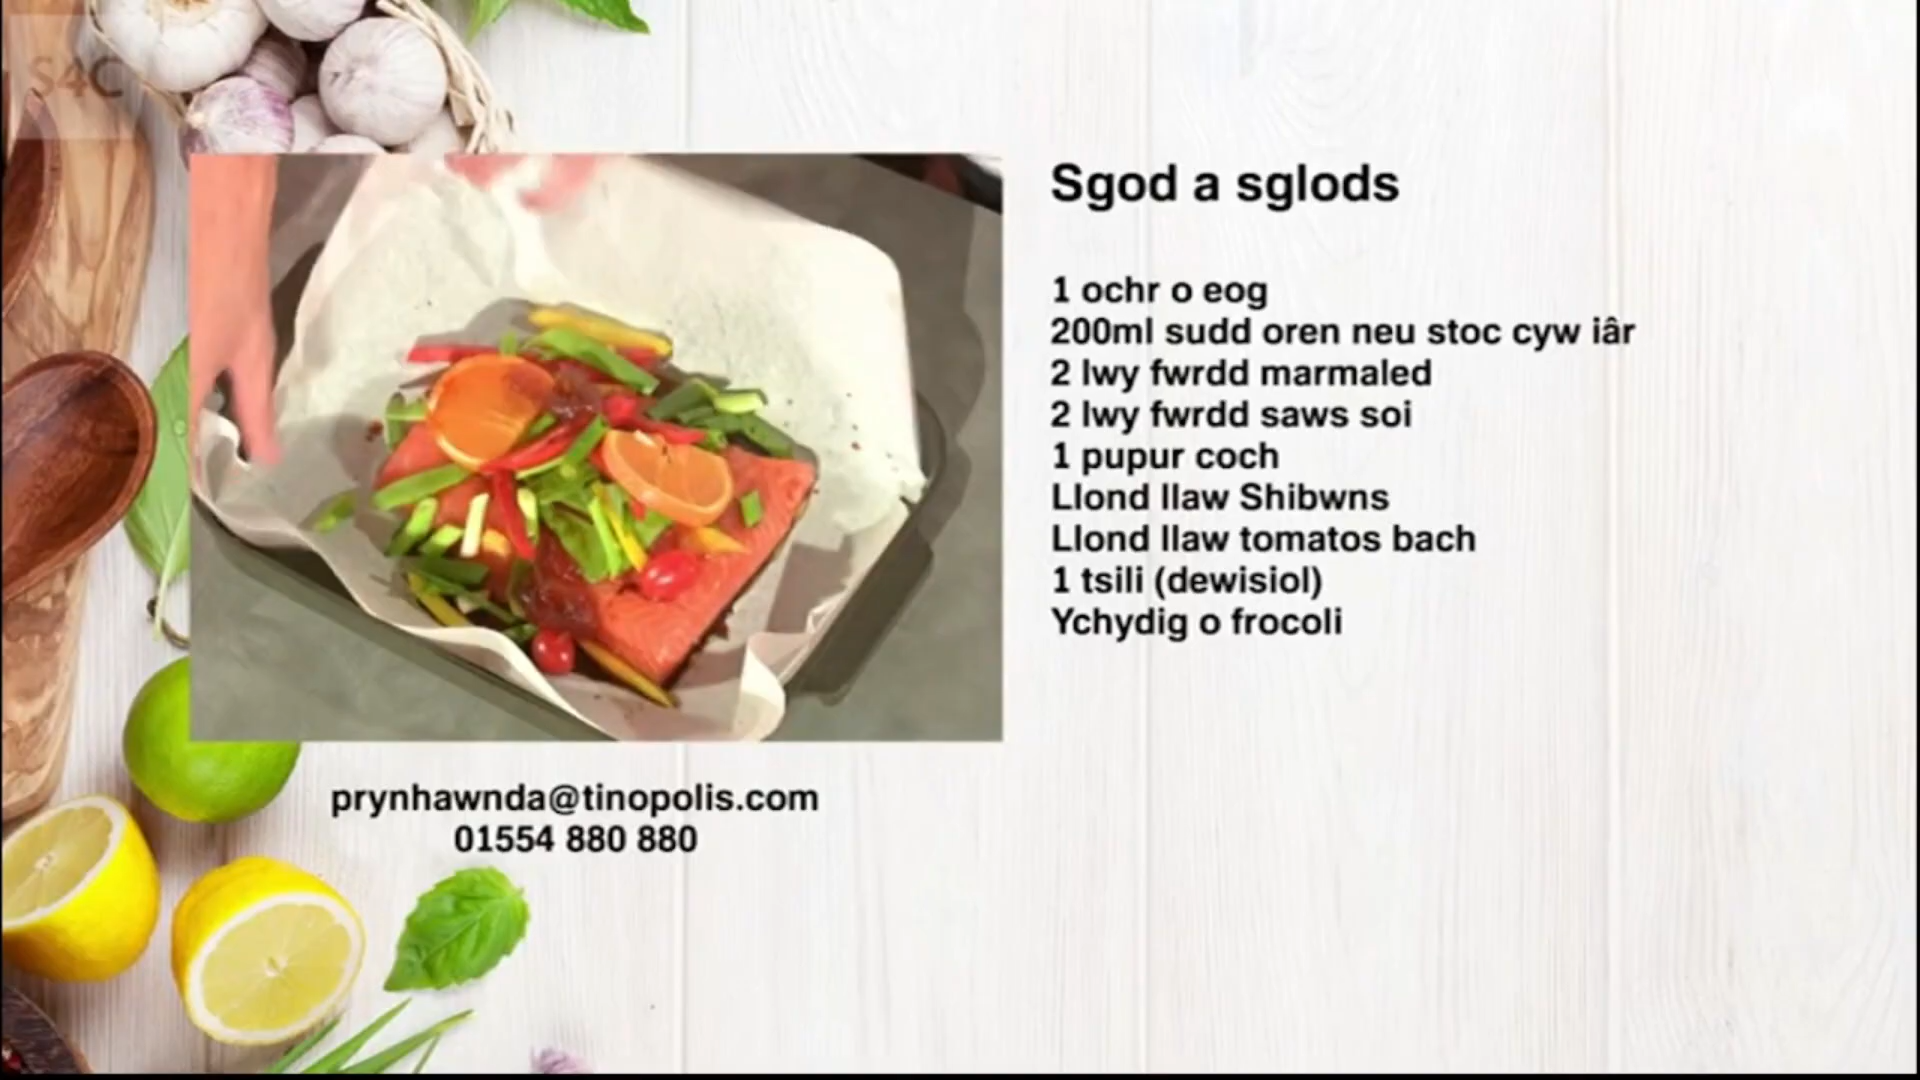 S4C
Sgod a sglods
1 ochr o eog
200ml sudd oren neu stoc cyw iâr
2 lwy fwrdd marmaled
2 lwy fwrdd saws soi
1 pupur coch
Llond llaw Shibwns
Llond llaw tomatos bach
1 tsili (dewisiol)
Ychydig o frocoli
prynhawnda@tinopolis.com
01554 880 880